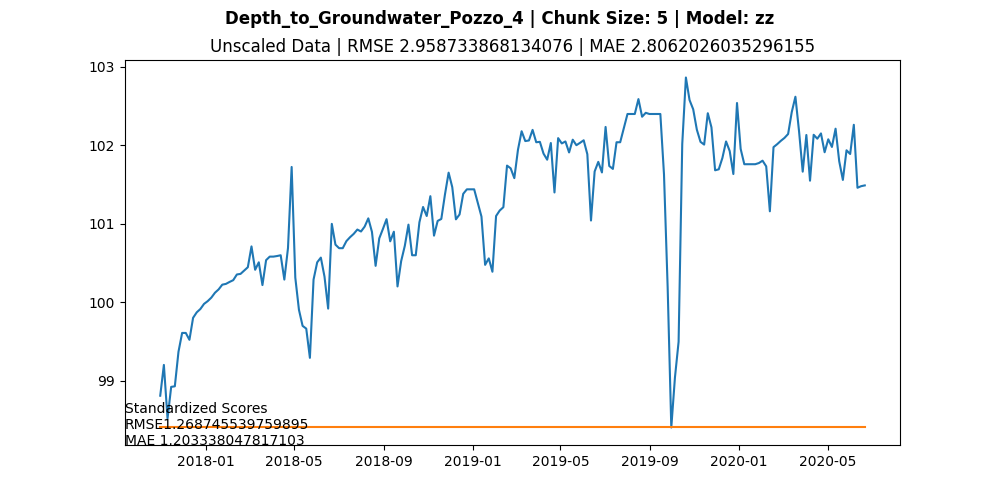 Depth_to_Groundwater_Pozzo_4 | Chunk Size: 5 | Model: zz
Unscaled Data | RMSE 2.958733868134076 | MAE 2.8062026035296155
103
102
101
100
99
Standardized Scores
RMSE1.268745539759895
MAE 1.203338047817103
2018-01 2018-05 2018-09 2019-01 2019-05 2019-09 2020-01 2020-05